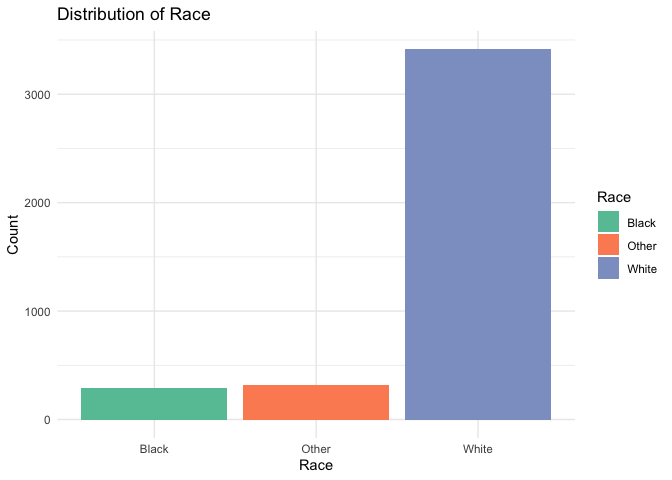 Distribution of Race
3000
2000
1000
0
Count
Black
Other
White
Race
Race
Black
Other
White